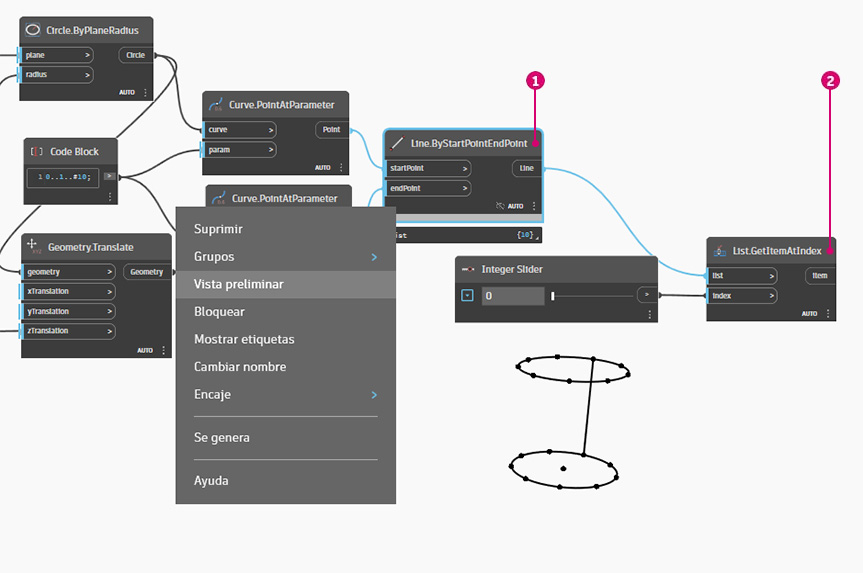 Circle.ByPlaneRadius
plane >
Circle
radius >
AUTO
1
2
Curve.PointAtParameter
curve >
Point
param >
AUTO
Line.ByStartPointEndPoint
startPoint >
Line
endPoint >
AUTO
[10]
[ ] Code Block
1 0..1..#10;
>
Curve.PointAtParameter
Geometry.Translate
geometry >
Geometry
xTranslation >
yTranslation >
zTranslation >
AUTO
Suprimir
Grupos >
Vista preliminar
Bloquear
Mostrar etiquetas
Cambiar nombre
Encaje >
Se genera
Ayuda
Integer Slider
0
>
List.GetItemAtIndex
list >
item
index >
AUTO